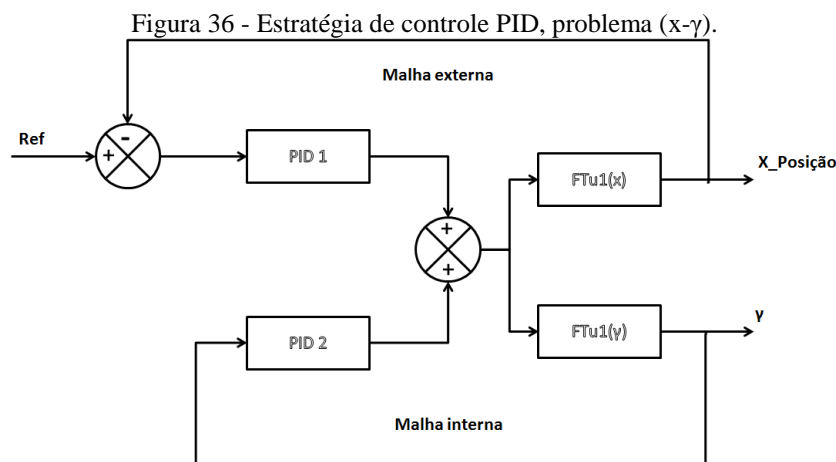 Figura 36 - Estratégia de controle PID, problema (x-γ).
Malha externa
Ref
-
+
PID 1
FTu1(x)
X_Posição
+
+
PID 2
FTu1(γ)
γ
Malha interna